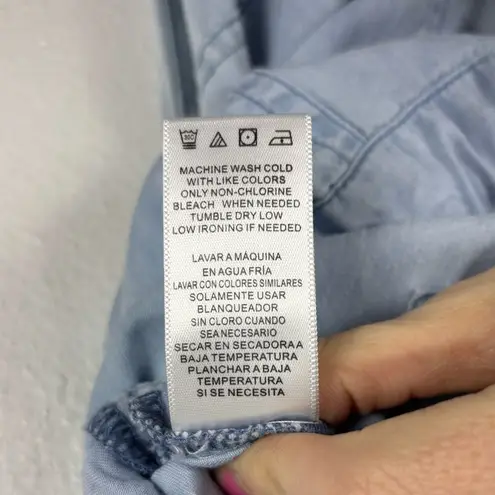 30C
MACHINE WASH COLD
WITH LIKE COLORS
ONLY NON-CHLORINE
BLEACH WHEN NEEDED
TUMBLE DRY LOW
LOW IRONING IF NEEDED
LAVAR A MÁQUINA
EN AGUA FRÍA
LAVAR CON COLORES SIMILARES
SOLAMENTE USAR
BLANQUEADOR
SIN CLORO CUANDO
SEA NECESARIO
SECAR EN SECADORA A
BAJA TEMPERATURA
PLANCHAR A BAJA
TEMPERATURA
SI SE NECESITA